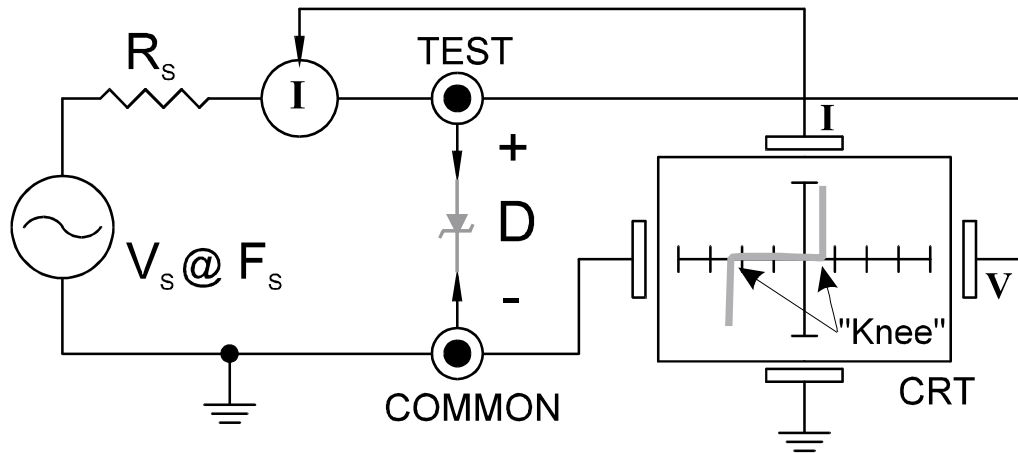 R_S
I
TEST
+
I
D
V_S @ F_S
-
V
"Knee"
COMMON
CRT